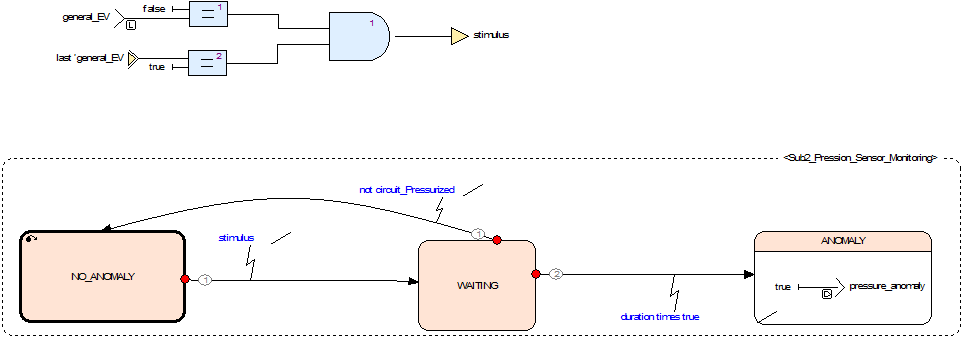 false
1
general_EV
L
1
stimulus
last 'general_EV
2
true
<Sub2_Pression_Sensor_Monitoring>
not circuit_Pressurized
stimulus
1
ANOMALY
NO_ANOMALY
1
WAITING
2
true
pressure_anomaly
D
duration times true